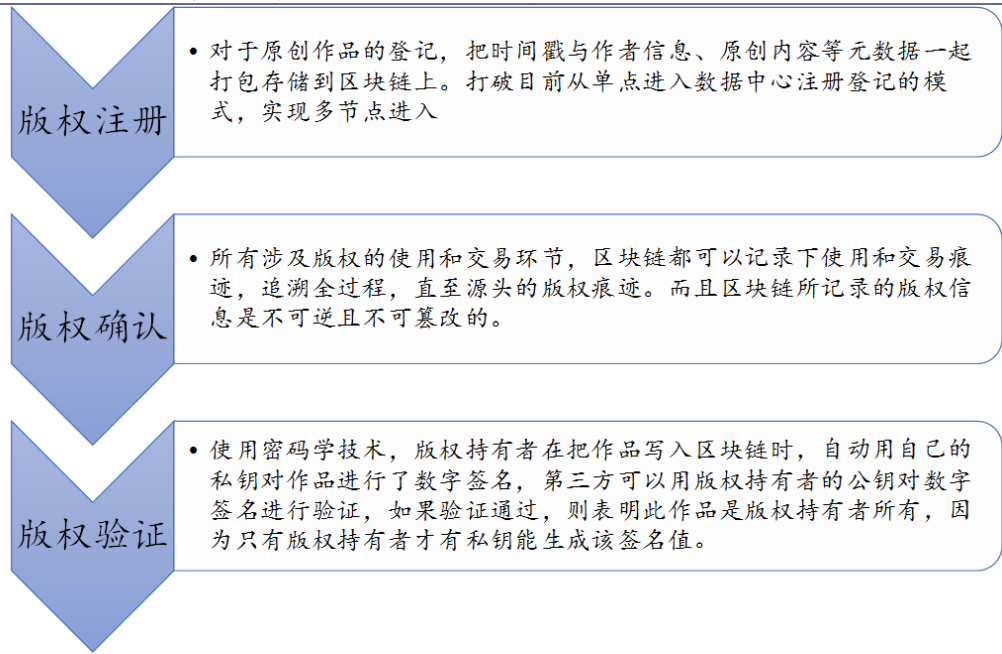 版权注册
• 对于原创作品的登记，把时间戳与作者信息、原创内容等元数据一起
打包存储到区块链上。打破目前从单点进入数据中心注册登记的模
式，实现多节点进入
版权确认
• 所有涉及版权的使用和交易环节，区块链都可以记录下使用和交易痕
迹，追溯全过程，直至源头的版权痕迹。而且区块链所记录的版权信
息是不可逆且不可篡改的。
版权验证
• 使用密码学技术，版权持有者在把作品写入区块链时，自动用自己的
私钥对作品进行了数字签名，第三方可以用版权持有者的公钥对数字
签名进行验证，如果验证通过，则表明此作品是版权持有者所有，因
为只有版权持有者才有私钥能生成该签名值。